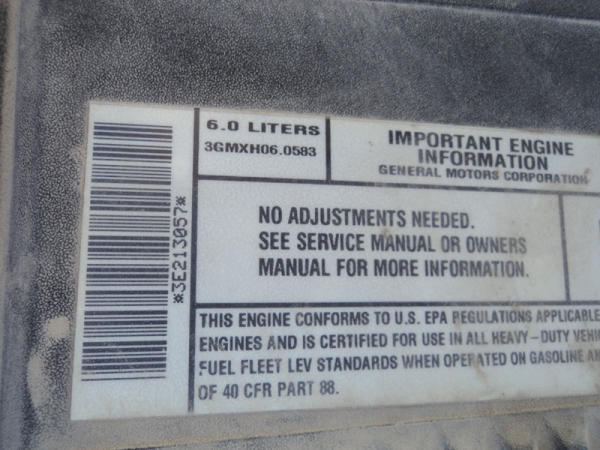 *3E213057*
6.0 LITERS
3GMXH06.0583
IMPORTANT ENGINE
INFORMATION
GENERAL MOTORS CORPORATION
NO ADJUSTMENTS NEEDED.
SEE SERVICE MANUAL OR OWNERS
MANUAL FOR MORE INFORMATION.
THIS ENGINE CONFORMS TO U.S. EPA REGULATIONS APPLICABLE
ENGINES AND IS CERTIFIED FOR USE IN ALL HEAVY-DUTY VEHI
FUEL FLEET LEV STANDARDS WHEN OPERATED ON GASOLINE AN
OF 40 CFR PART 88.